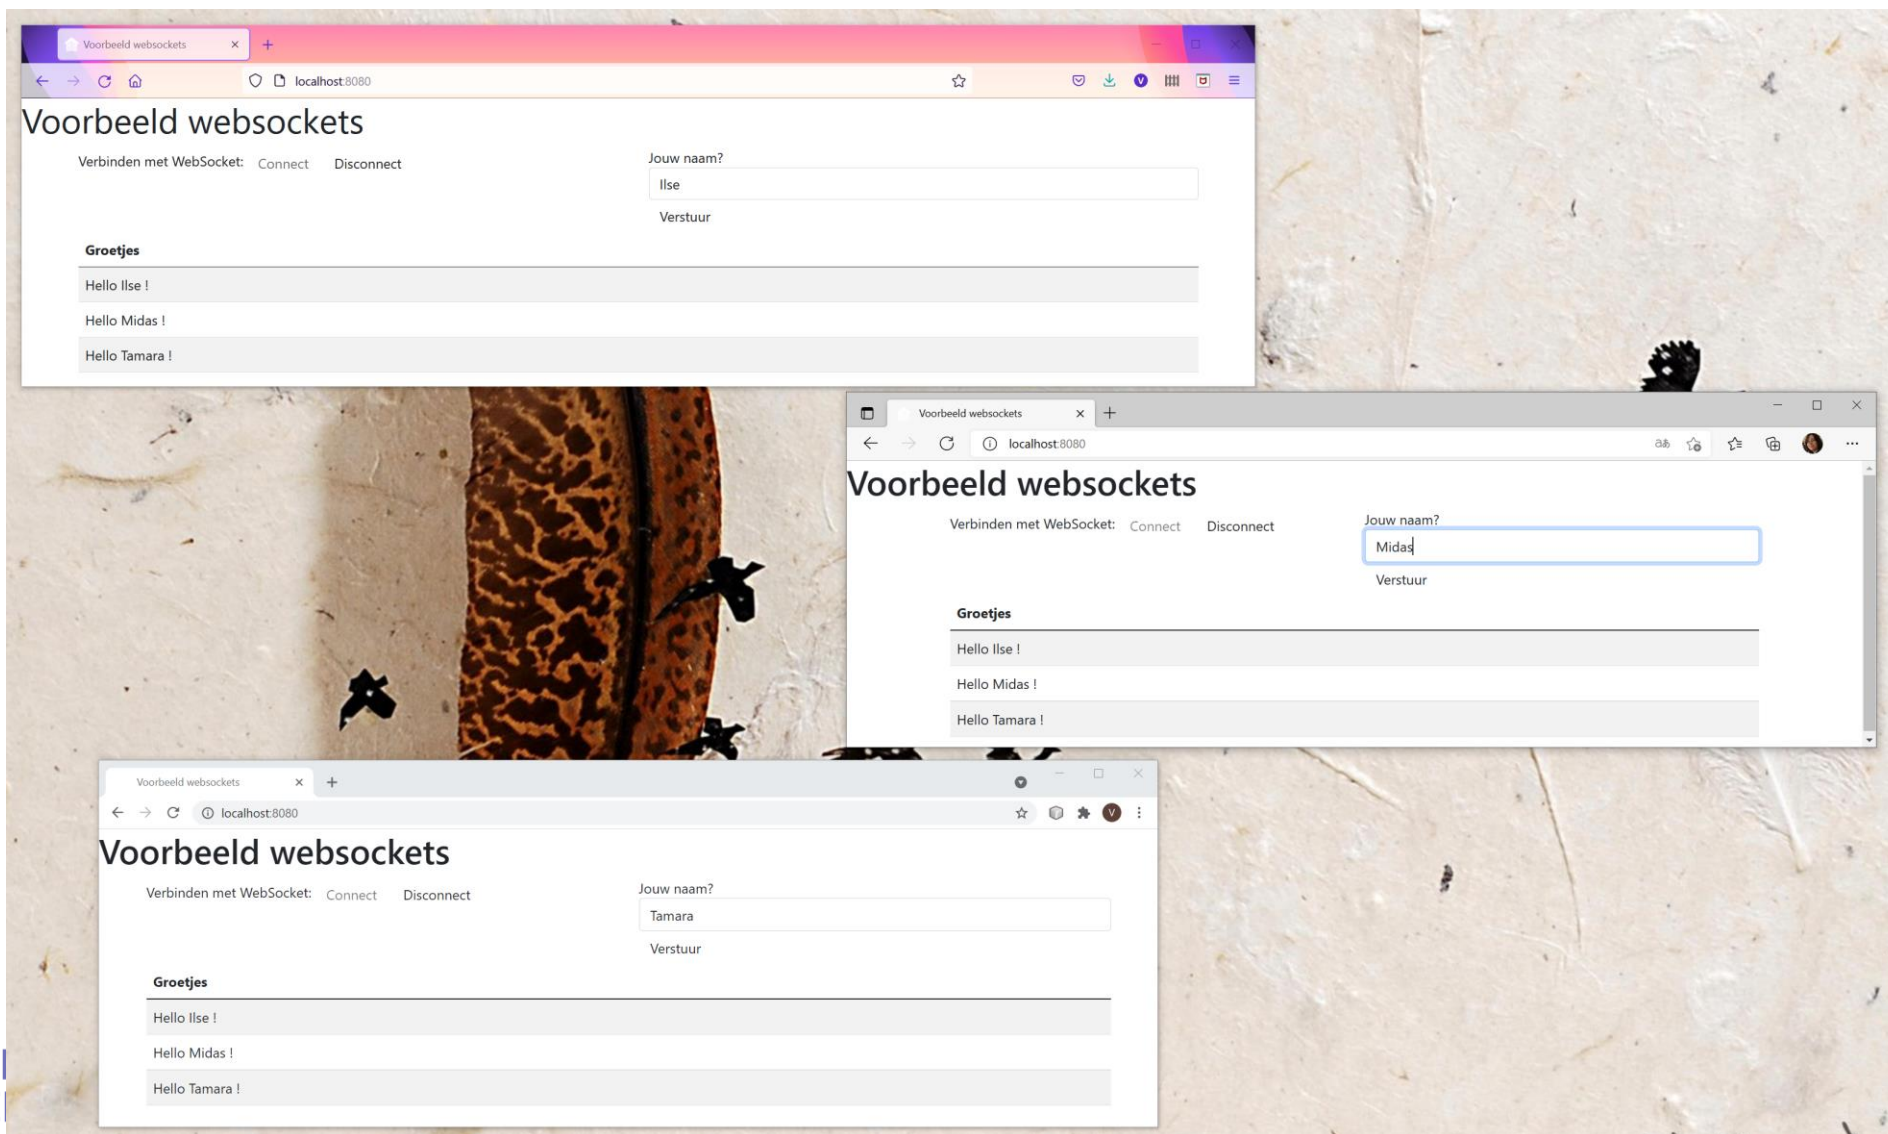 Voorbeeld websockets
localhost:8080
Voorbeeld websockets
Verbinden met WebSocket: Connect Disconnect
Jouw naam?
Ilse
Verstuur
Groetjes
Hello Ilse !
Hello Midas !
Hello Tamara !
Voorbeeld websockets
localhost:8080
Voorbeeld websockets
Verbinden met WebSocket: Connect Disconnect
Jouw naam?
Midas
Verstuur
Groetjes
Hello Ilse !
Hello Midas !
Hello Tamara !
Voorbeeld websockets
localhost:8080
Voorbeeld websockets
Verbinden met WebSocket: Connect Disconnect
Jouw naam?
Tamara
Verstuur
Groetjes
Hello Ilse !
Hello Midas !
Hello Tamara !